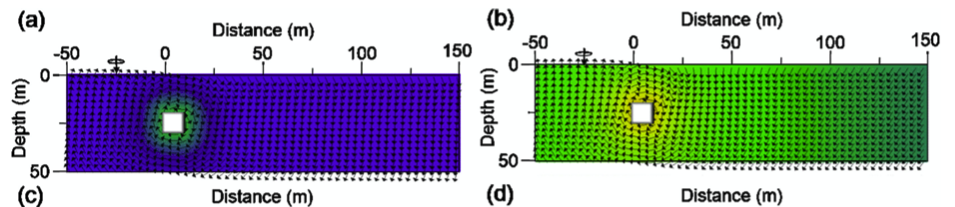 (a)
Distance (m)
-50 0 50 100 150
Depth (m)
0
50
(c)
Distance (m)
(b)
Distance (m)
-50 0 50 100 150
Depth (m)
0
50
(d)
Distance (m)